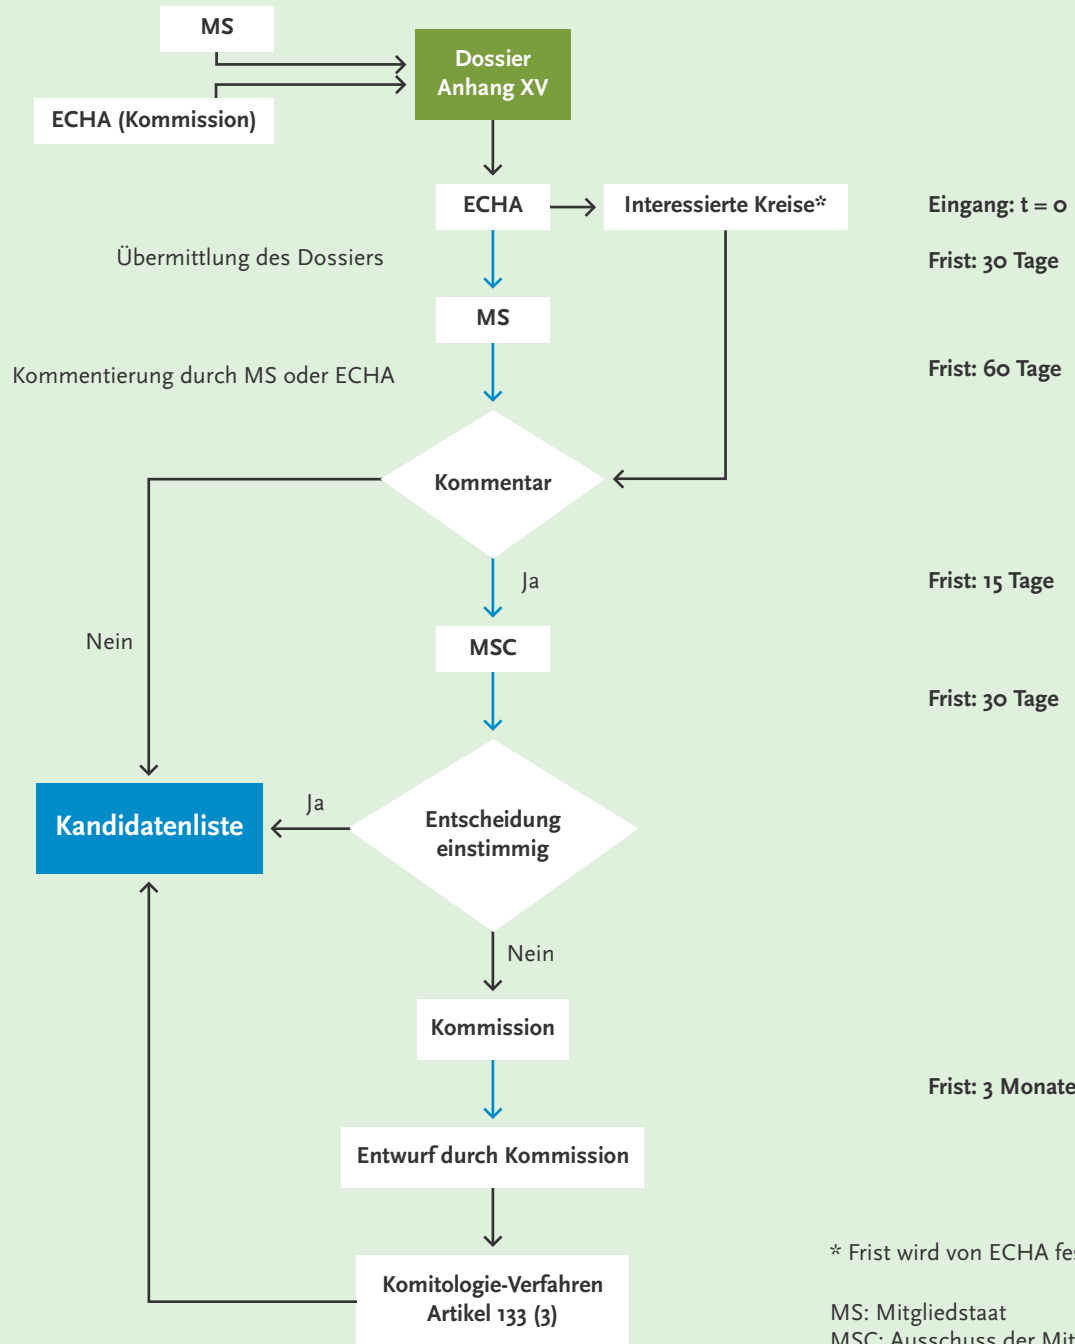 MS
Dossier
Anhang XV
ECHA (Kommission)
ECHA
Interessierte Kreise*
Eingang: t = 0
Übermittlung des Dossiers
Frist: 30 Tage
MS
Kommentierung durch MS oder ECHA
Frist: 60 Tage
Kommentar
Ja
Frist: 15 Tage
Nein
MSC
Frist: 30 Tage
Kandidatenliste
Ja
Entscheidung
einstimmig
Nein
Kommission
Frist: 3 Monate
Entwurf durch Kommission
* Frist wird von ECHA
Komitologie-Verfahren
Artikel 133 (3)
MS: Mitgliedstaat
MSC: Ausschuss der